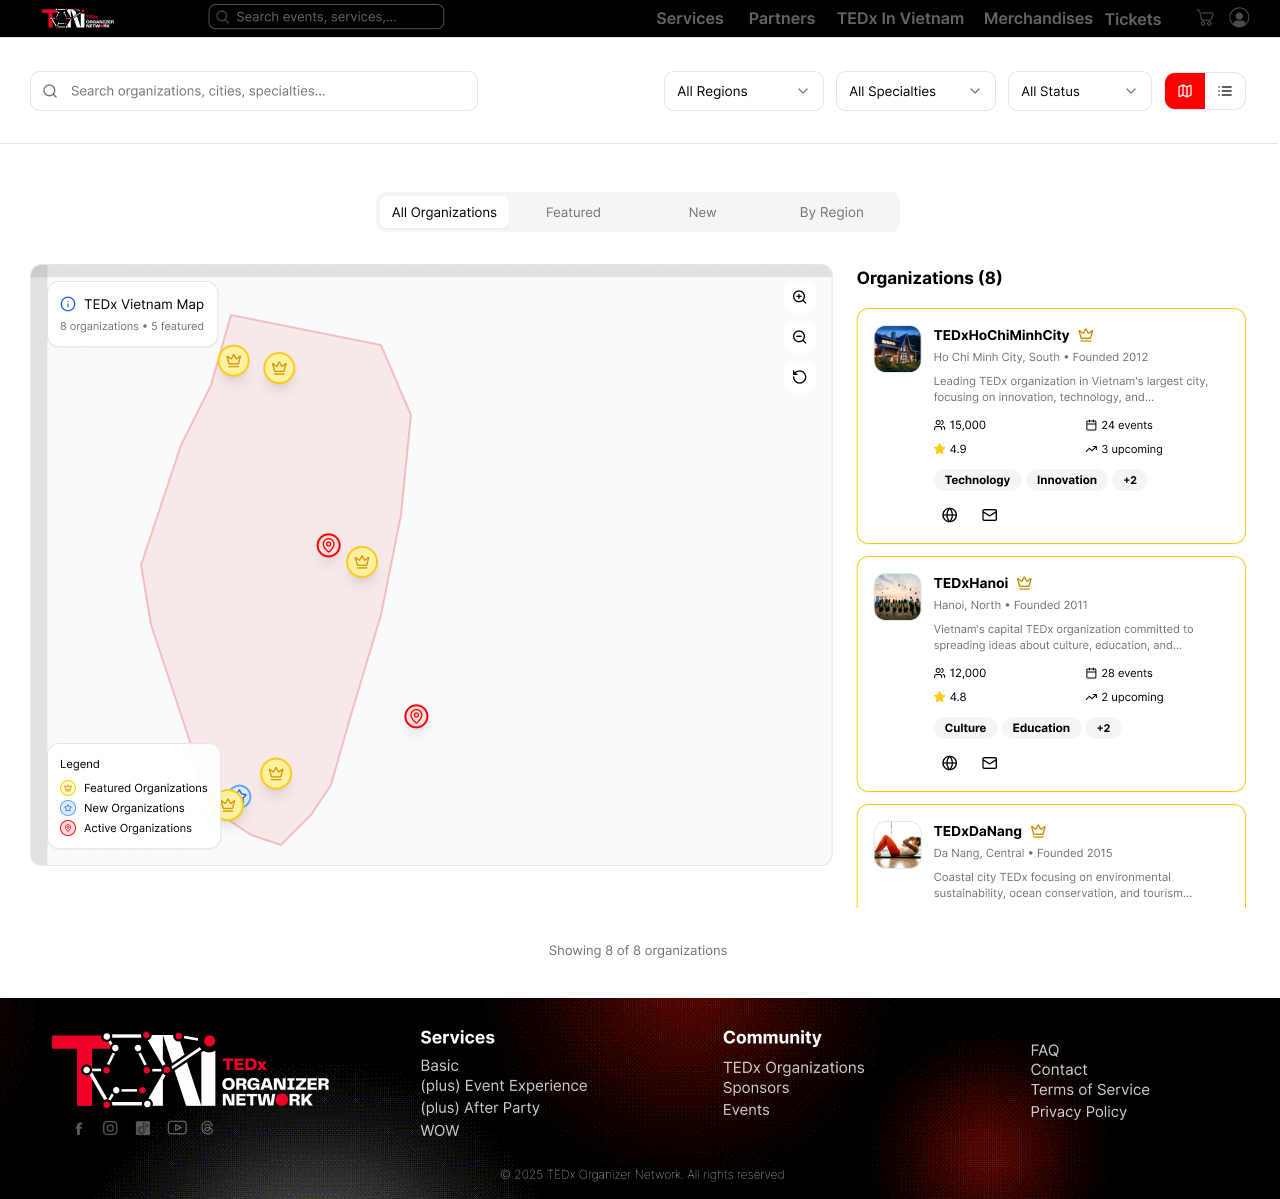 TEDx
ORGANIZER
NETWORK
Search events, services,...
Services
Partners
TEDx In Vietnam
Merchandises
Tickets
Search organizations, cities, specialties...
All Regions
All Specialties
All Status
All Organizations
Featured
New
By Region
TEDx Vietnam Map
8 organizations • 5 featured
Legend
Featured Organizations
New Organizations
Active Organizations
Organizations (8)
TEDxHoChiMinhCity
Ho Chi Minh City, South • Founded 2012
Leading TEDx organization in Vietnam's largest city,
focusing on innovation, technology, and...
15,000
24 events
4.9
3 upcoming
Technology
Innovation
+2
TEDxHanoi
Hanoi, North • Founded 2011
Vietnam's capital TEDx organization committed to
spreading ideas about culture, education, and...
12,000
28 events
4.8
2 upcoming
Culture
Education
+2
TEDxDaNang
Da Nang, Central • Founded 2015
Coastal city TEDx focusing on environmental
sustainability, ocean conservation, and tourism...
Showing 8 of 8 organizations
TON
TEDx
ORGANIZER
NETWORK
Services
Basic
(plus) Event Experience
(plus) After Party
WOW
Community
TEDx Organizations
Sponsors
Events
FAQ
Contact
Terms of Service
Privacy Policy
© 2025 TEDx Organizer Network. All rights reserved